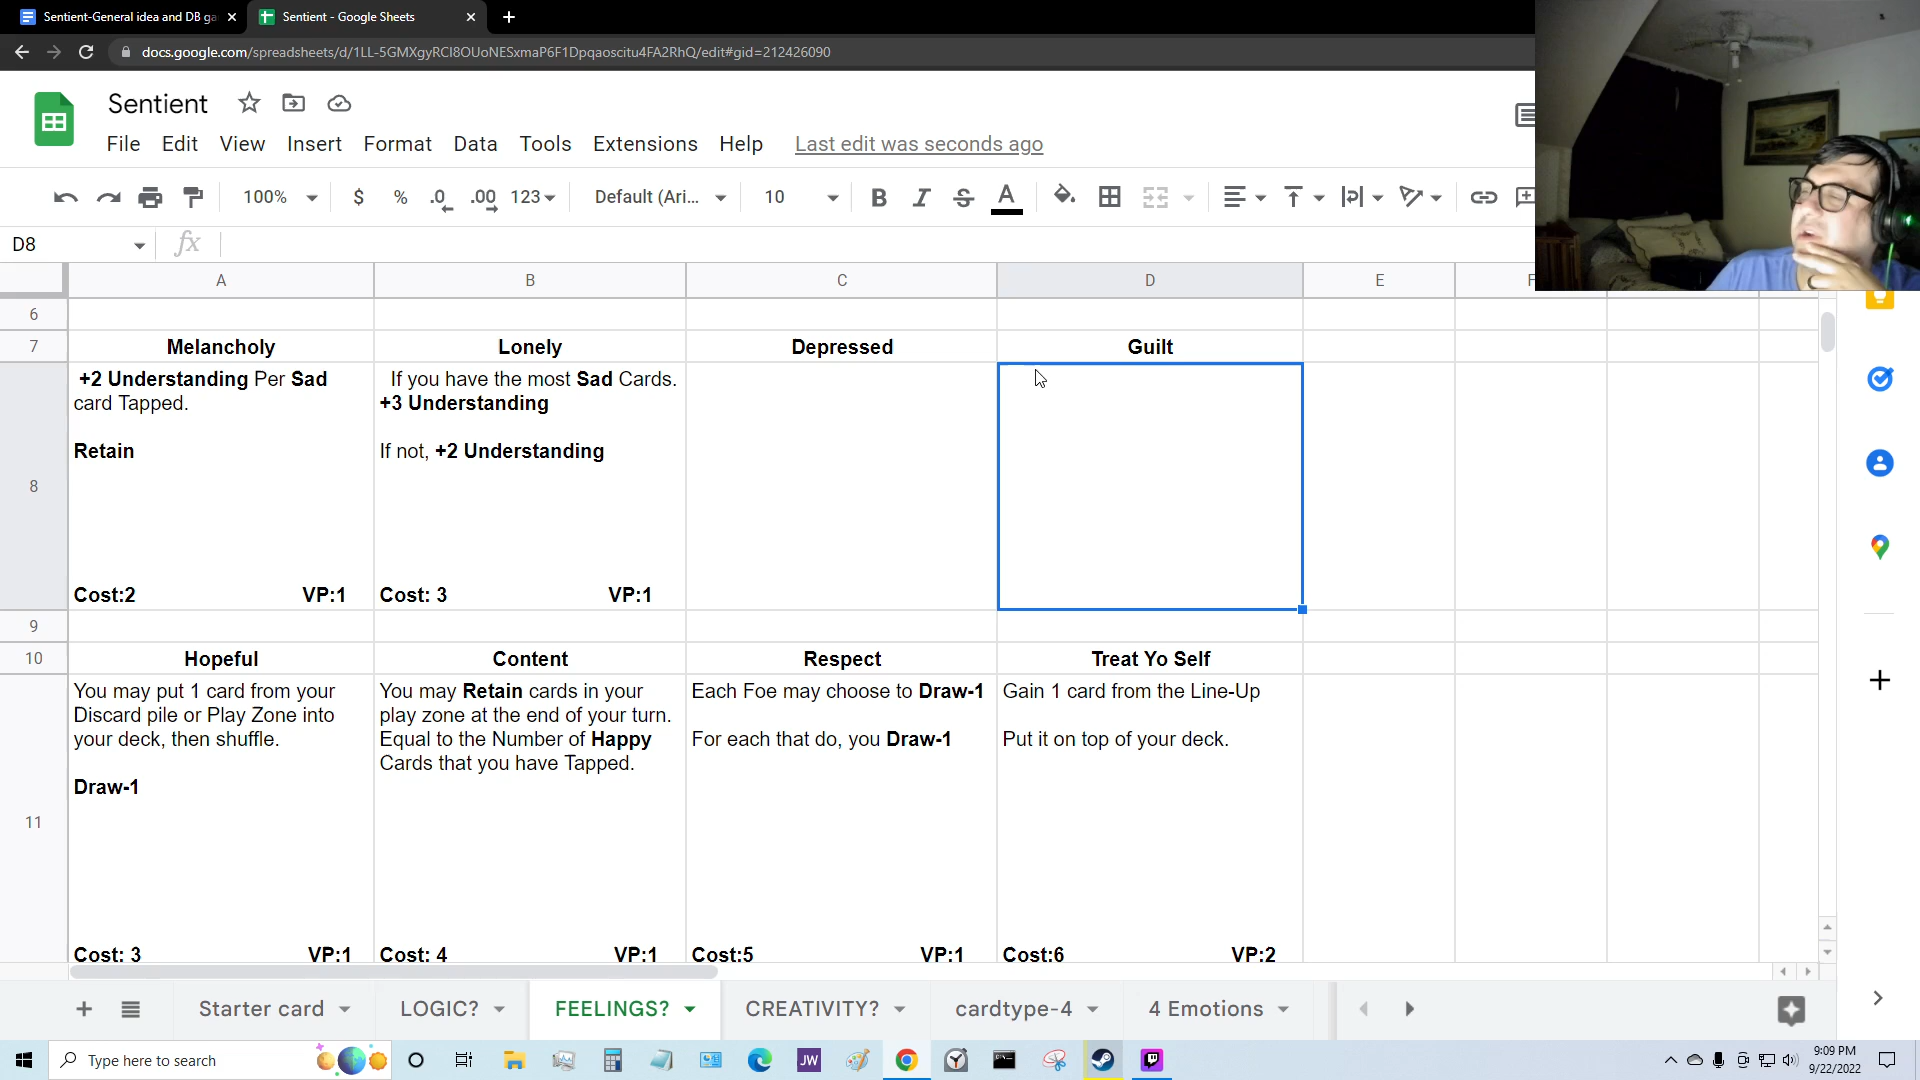 Sentient-General idea and DB ga
Sentient - Google Sheets
docs.google.com/spreadsheets/d/1LL-5GMXgyRCI8OUoNESxmaP6F1Dpqaoscitu4FA2RhQ/edit#gid=212426090
Sentient
File Edit View Insert Format Data Tools Extensions Help Last edit was seconds ago
100% $ % .0 .00 123 Default (Ari... 10 B I S A
D8 fx
A B C D E F
6
7 Melancholy Lonely Depressed Guilt
+2 Understanding Per Sad
card Tapped.
Retain
Cost:2 VP:1
If you have the most Sad Cards.
+3 Understanding
If not, +2 Understanding
Cost: 3 VP:1
8
9
10 Hopeful Content Respect Treat Yo Self
You may put 1 card from your
Discard pile or Play Zone into
your deck, then shuffle.
Draw-1
Cost: 3 VP:1
You may Retain cards in your
play zone at the end of your turn.
Equal to the Number of Happy
Cards that you have Tapped.
Cost: 4 VP:1
Each Foe may choose to Draw-1
For each that do, you Draw-1
Cost:5 VP:1
Gain 1 card from the Line-Up
Put it on top of your deck.
Cost:6 VP:2
11
Starter card LOGIC? FEELINGS? CREATIVITY? cardtype-4 4 Emotions
Type here to search
JW
9:09 PM
9/22/2022